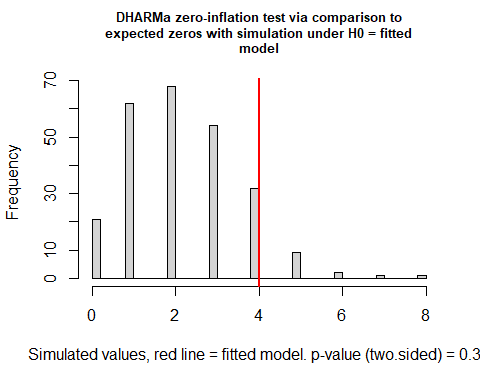 DHARMa zero-inflation test via comparison to
expected zeros with simulation under H0 = fitted
model
Frequency
70
50
30
10
0
0 2 4 6 8
Simulated values, red line = fitted model. p-value (two.sided) = 0.3